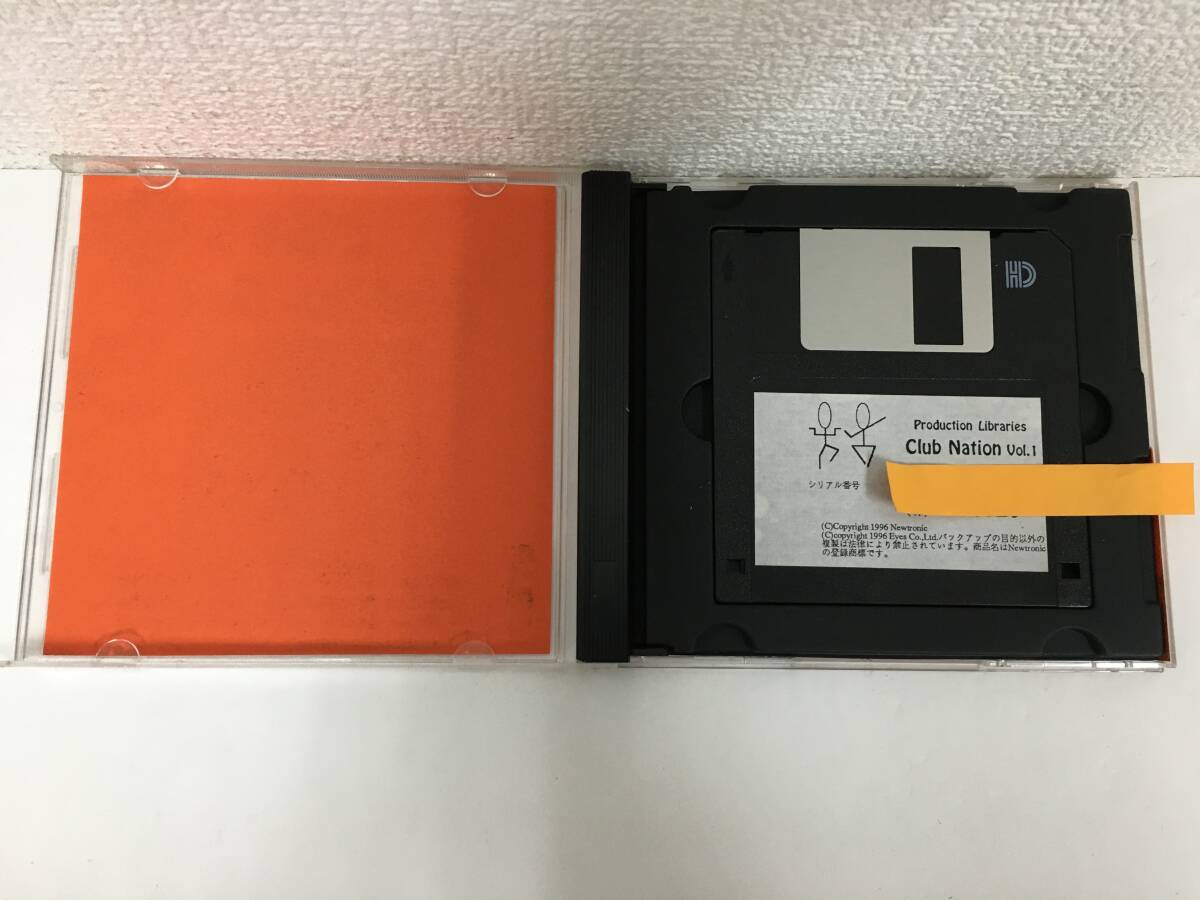 HD
Production Libraries
Club Nation Vol.1
シリアル番号
(C)Copyright 1996 Newtronic
(C)copyright 1996 Eyes Co.,Ltd.バックアップの目的以外の
複製は法律により禁止されています。商品名はNewtronic
の登録商標です。